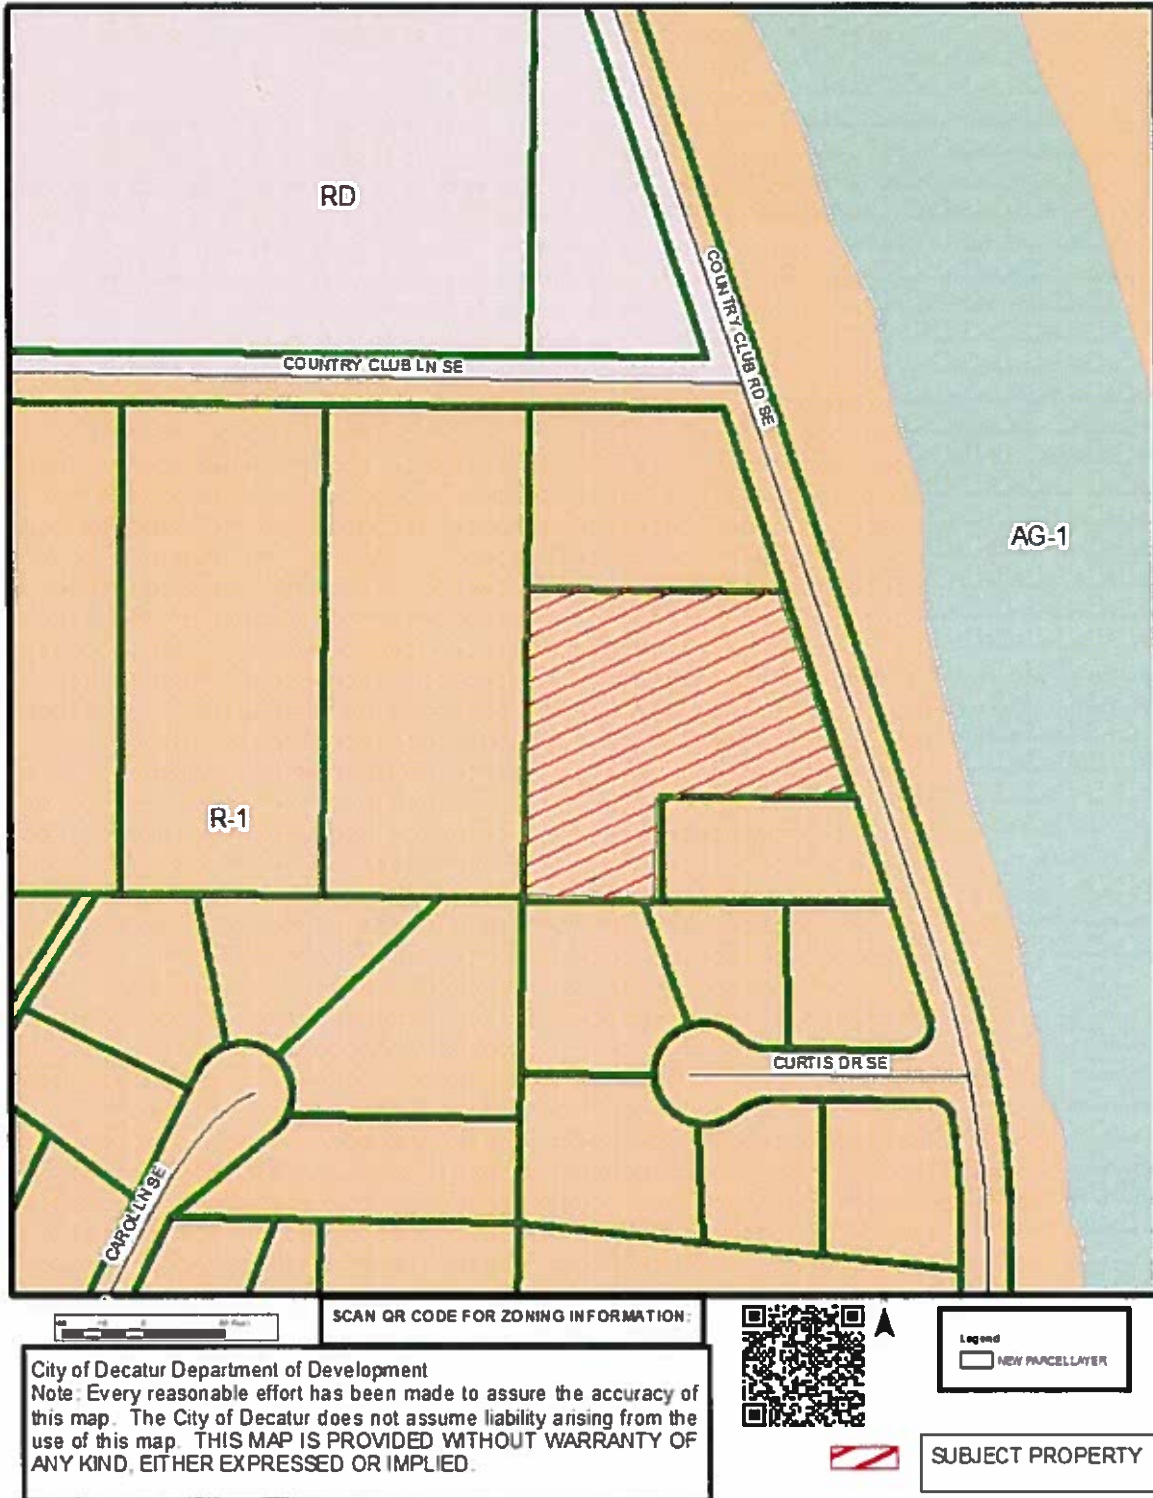 RD
COUNTRY CLUB RD SE
COUNTRY CLUB LN SE
AG-1
R-1
CURTIS DR SE
CAROL LN SE
SCAN QR CODE FOR ZONING INFORMATION:
City of Decatur Department of Development
Note: Every reasonable effort has been made to assure the accuracy of
this map. The City of Decatur does not assume liability arising from the
use of this map. THIS MAP IS PROVIDED WITHOUT WARRANTY OF
ANY KIND, EITHER EXPRESSED OR IMPLIED.
Legend
NEW PARCEL LAYER
SUBJECT PROPERTY